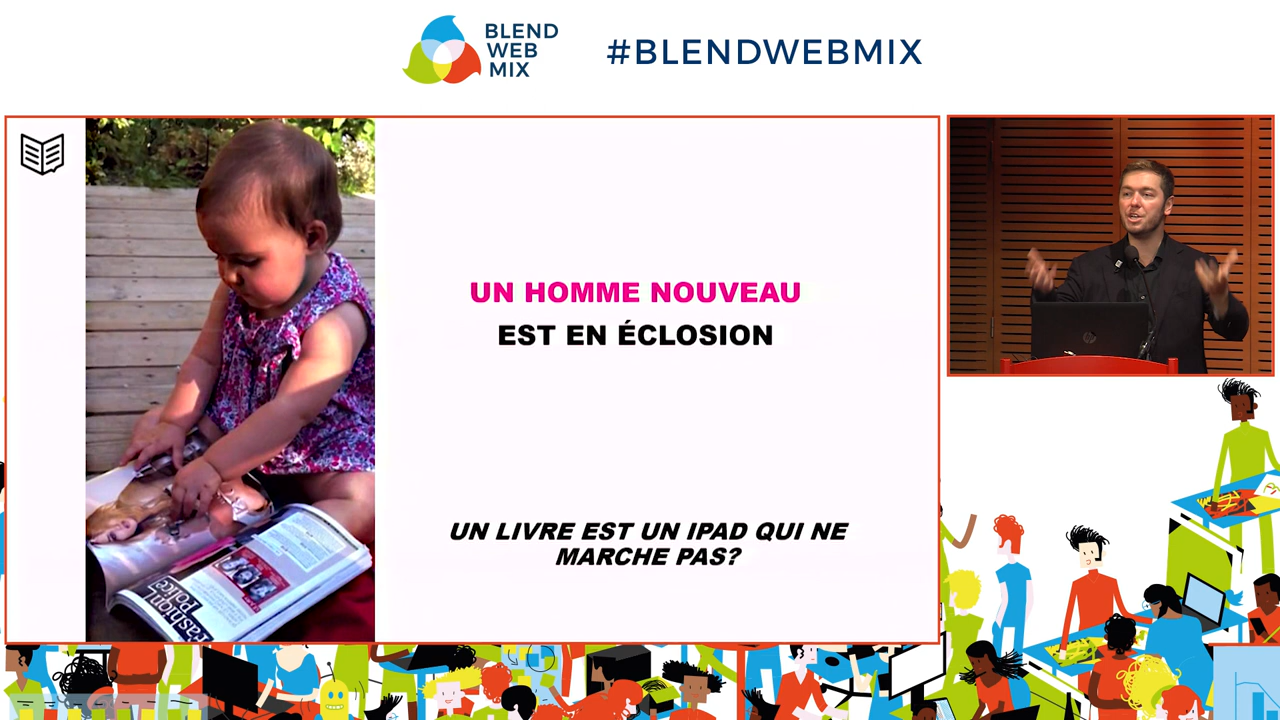 BLEND
WEB
MIX
#BLENDWEBMIX
UN HOMME NOUVEAU
EST EN ÉCLOSION
UN LIVRE EST UN IPAD QUI NE
MARCHE PAS?
Fashion
Police